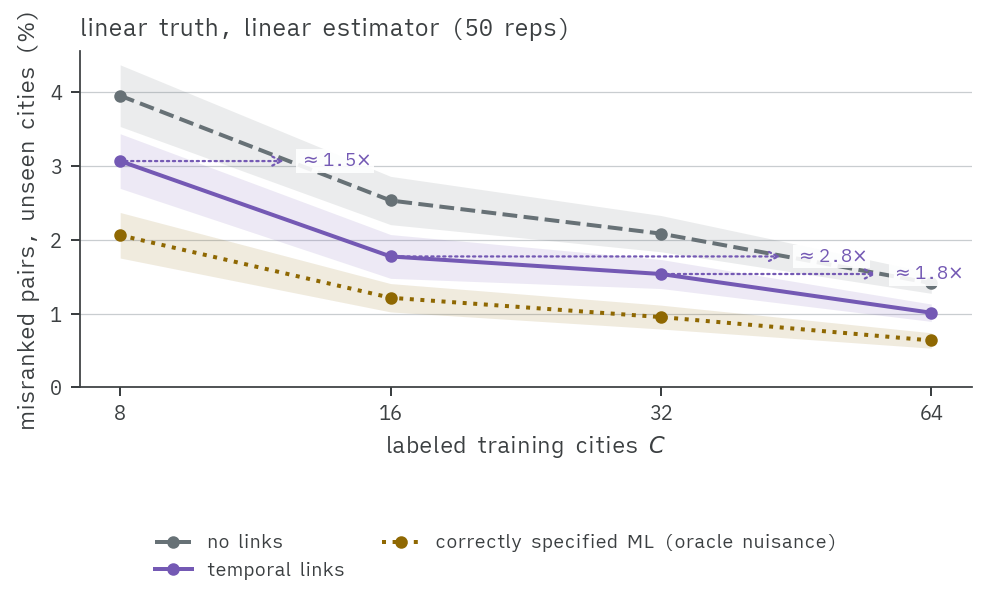 linear truth, linear estimator (50 reps)
misranked pairs, unseen cities (%)
4
3
2
1
0
≈ 1.5×
≈ 2.8×
≈ 1.8×
8 16 32 64
labeled training cities C
no links
temporal links
correctly specified ML (oracle nuisance)